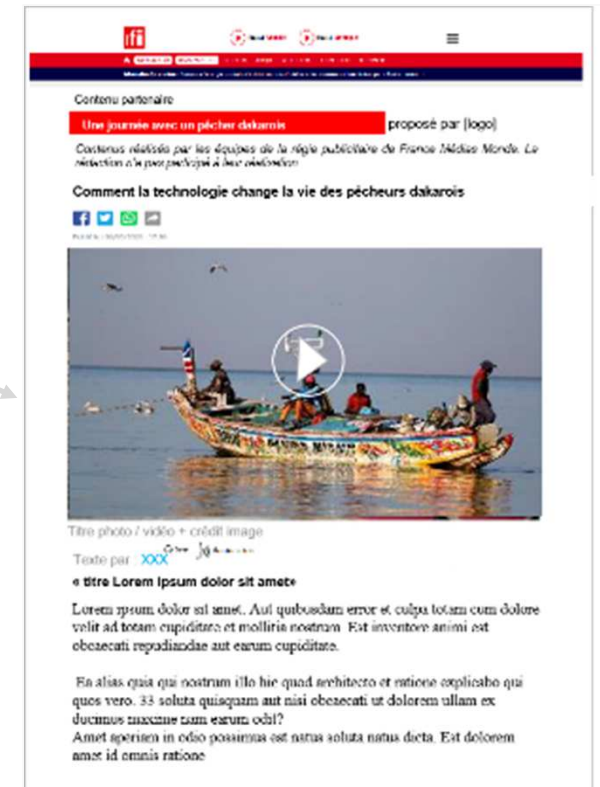 rfi
Contenu partenaire
Une journée avec un pêcher dakarois
proposé par [logo]
Contenus réalisés par les équipes de la régie publicitaire de France Médias Monde. La
rédaction n'a pas participé à leur réalisation
Comment la technologie change la vie des pêcheurs dakarois
Titre photo / vidéo + crédit image
Texte par : XXX
« titre Lorem ipsum dolor sit amet»
Lorem ipsum dolor sit amet. Aut quibusdam error et culpa totam cum dolore
velit ad totam cupiditate et mollitia nostrum. Est inventore animi est
obcaecati repudiandae aut earum cupiditate.
Ea alias quia qui nostrum illo hic quod architecto et ratione explicabo qui
quos vero. 33 soluta quisquam aut nisi obcaecati ut dolorem ullam ex
ducimus maxime nam earum odit?
Amet aperiam in odio possimus est natus soluta natus dicta. Est dolorem
amet id omnis ratione